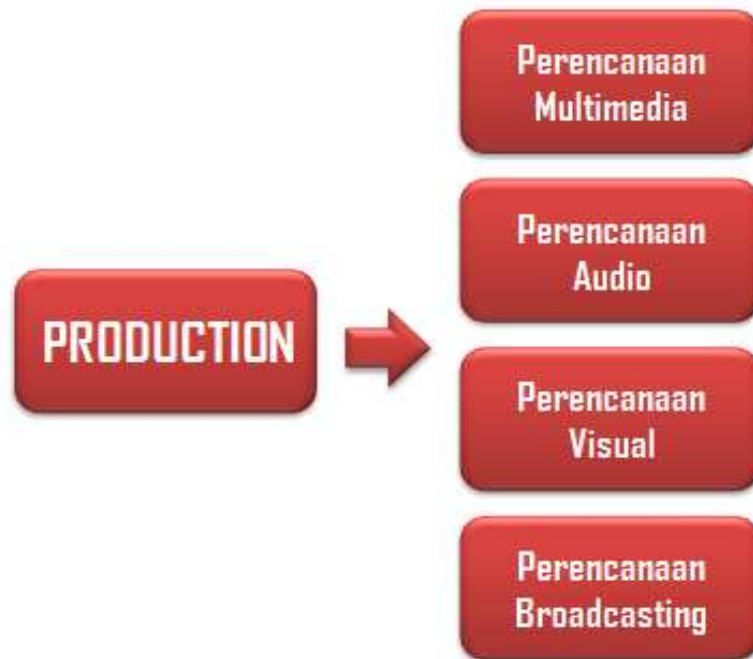 PRODUCTION
Perencanaan
Multimedia
Perencanaan
Audio
Perencanaan
Visual
Perencanaan
Broadcasting